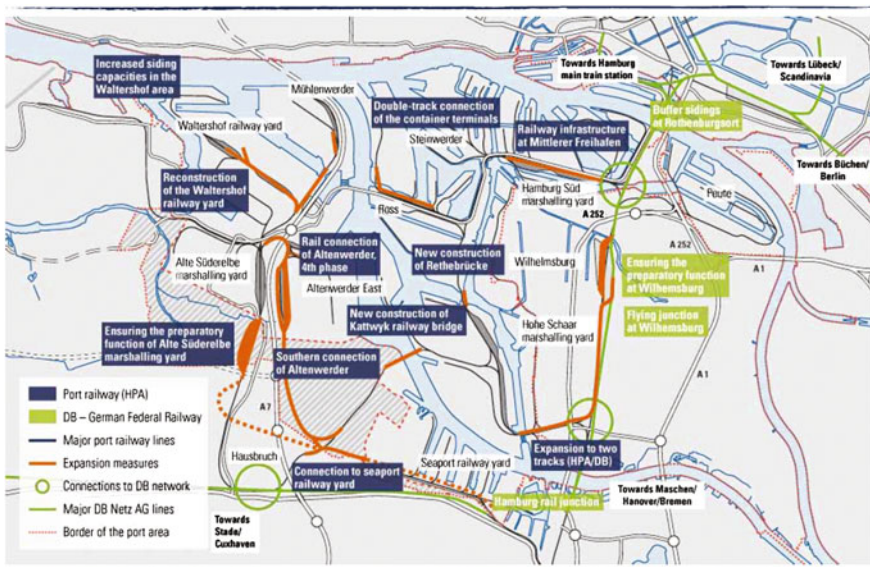 Increased siding
capacities in the
Waltershof area
Mühlenwerder
Towards Hamburg
main train station
Towards Lübeck/
Scandinavia
Waltershof railway yard
Double-track connection
of the container terminals
Steinwerder
Railway infrastructure
at Mittlerer Freihafen
Buffer sidings
at Rothenburgsort
Towards Büchen/
Berlin
Reconstruction
of the Waltershof
railway yard
Ross
Hamburg Süd
marshalling yard
Peute
A 252
Alte Süderelbe
marshalling yard
Rail connection
of Altenwerder,
4th phase
Altenwerder East
New construction
of Rethebrücke
Wilhelmsburg
A 252
A 1
Ensuring the
preparatory function
at Wilhemsburg
Flying junction
at Wilhemsburg
New construction of
Kattwyk railway bridge
Hohe Schaar
marshalling yard
Ensuring the preparatory
function of Alte Süderelbe
marshalling yard
Southern connection
of Altenwerder
A 1
Port railway (HPA)
DB – German Federal Railway
Major port railway lines
Expansion measures
Connections to DB network
Major DB Netz AG lines
Border of the port area
A 7
Hausbruch
Connection to seaport
railway yard
Seaport railway yard
Expansion to two
tracks (HPA/DB)
Hamburg rail junction
Towards Maschen/
Hanover/Bremen
Towards
Stade/
Cuxhaven